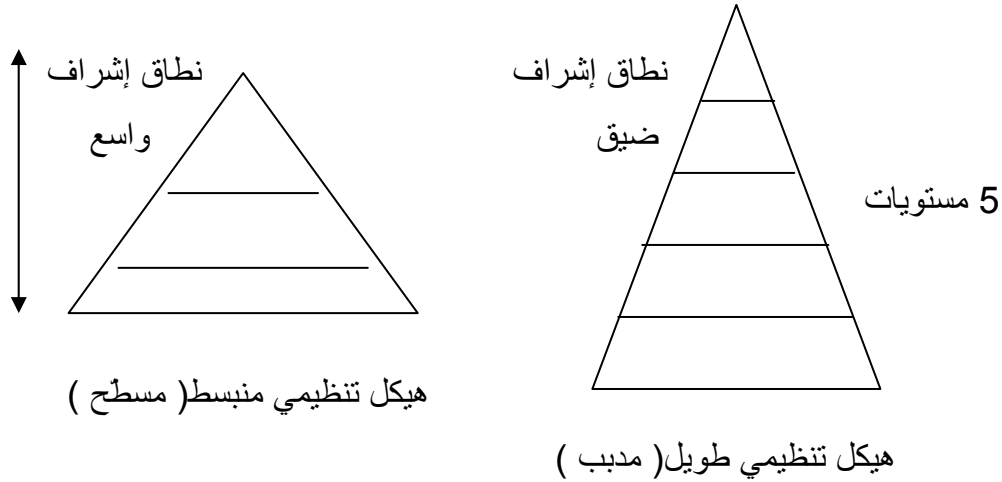 نطاق إشراف
ضيق
5 مستويات
هيكل تنظيمي طويل( مدبب )
نطاق إشراف
واسع
هيكل تنظيمي منبسط( مسطّح )